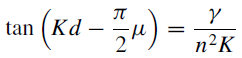 tan (Kd − π/2 μ) = γ/n²K